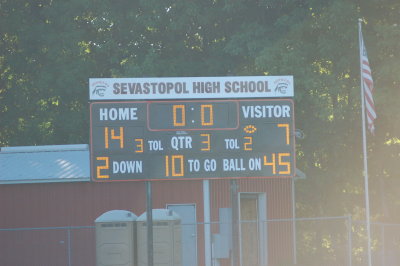 SEVASTOPOL HIGH SCHOOL
HOME 0:0 VISITOR
14 3 TOL QTR 3 TOL 2 7
2 DOWN 10 TO GO BALL ON 45